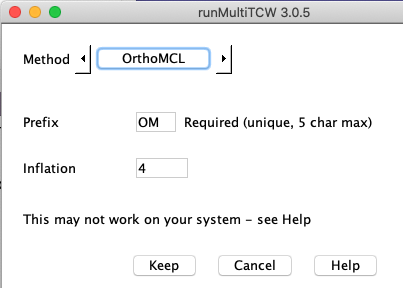 runMultiTCW 3.0.5
Method OrthoMCL
Prefix OM Required (unique, 5 char max)
Inflation 4
This may not work on your system - see Help
Keep Cancel Help